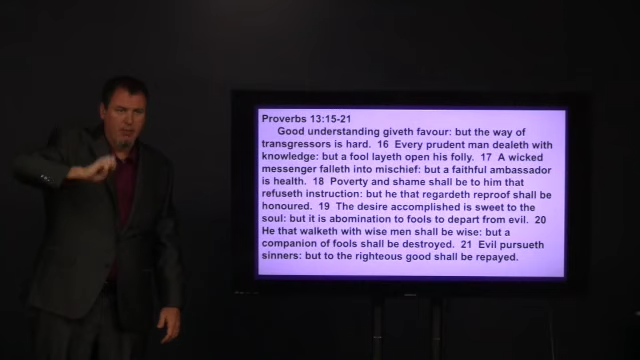 Proverbs 13:15-21
Good understanding giveth favour: but the way of
transgressors is hard. 16 Every prudent man dealeth with
knowledge: but a fool layeth open his folly. 17 A wicked
messenger falleth into mischief: but a faithful ambassador
is health. 18 Poverty and shame shall be to him that
refuseth instruction: but he that regardeth reproof shall be
honoured. 19 The desire accomplished is sweet to the
soul: but it is abomination to fools to depart from evil. 20
He that walketh with wise men shall be wise: but a
companion of fools shall be destroyed. 21 Evil pursueth
sinners: but to the righteous good shall be repayed.